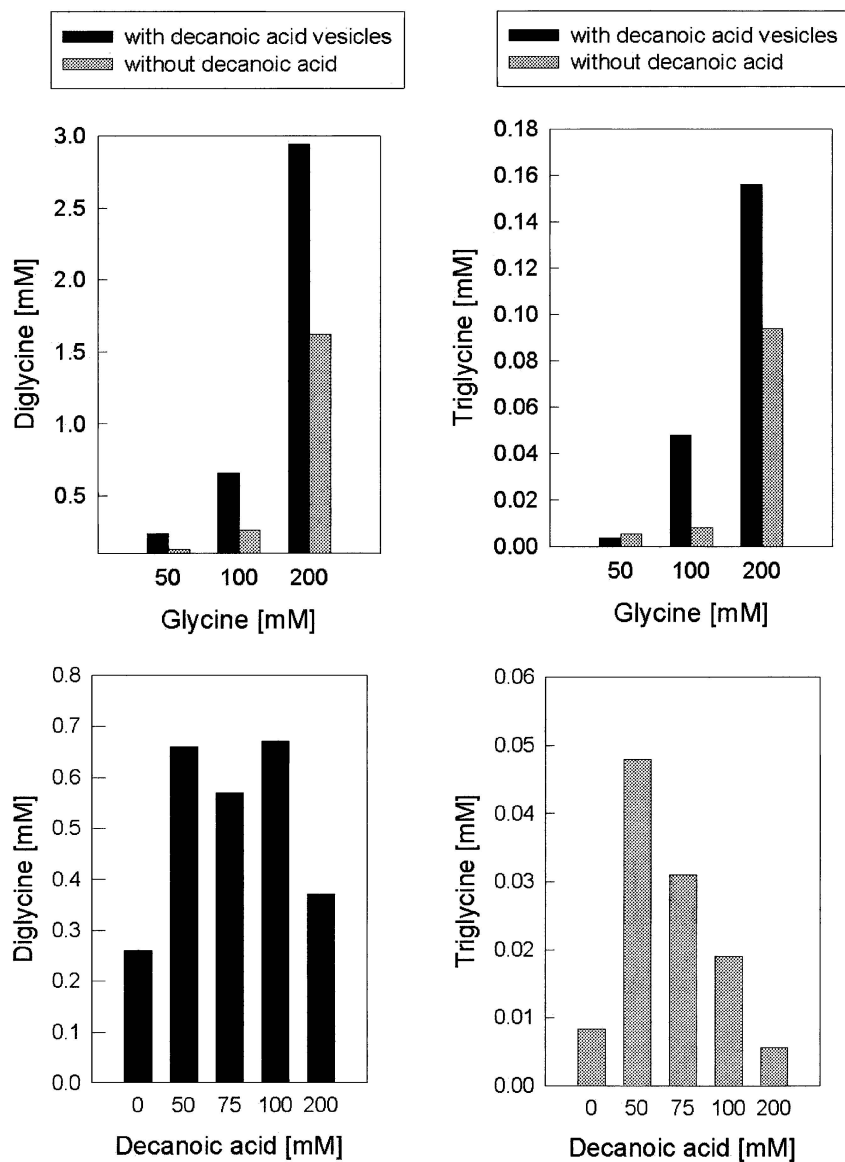 with decanoic acid vesicles
without decanoic acid
3.0
2.5
2.0
1.5
1.0
0.5
Diglycine [mM]
50 100 200
Glycine [mM]
with decanoic acid vesicles
without decanoic acid
0.18
0.16
0.14
0.12
0.10
0.08
0.06
0.04
0.02
0.00
Triglycine [mM]
50 100 200
Glycine [mM]
0.8
0.7
0.6
0.5
0.4
0.3
0.2
0.1
0.0
Diglycine [mM]
0 50 75 100 200
Decanoic acid [mM]
0.06
0.05
0.04
0.03
0.02
0.01
0.00
Triglycine [mM]
0 50 75 100 200
Decanoic acid [mM]